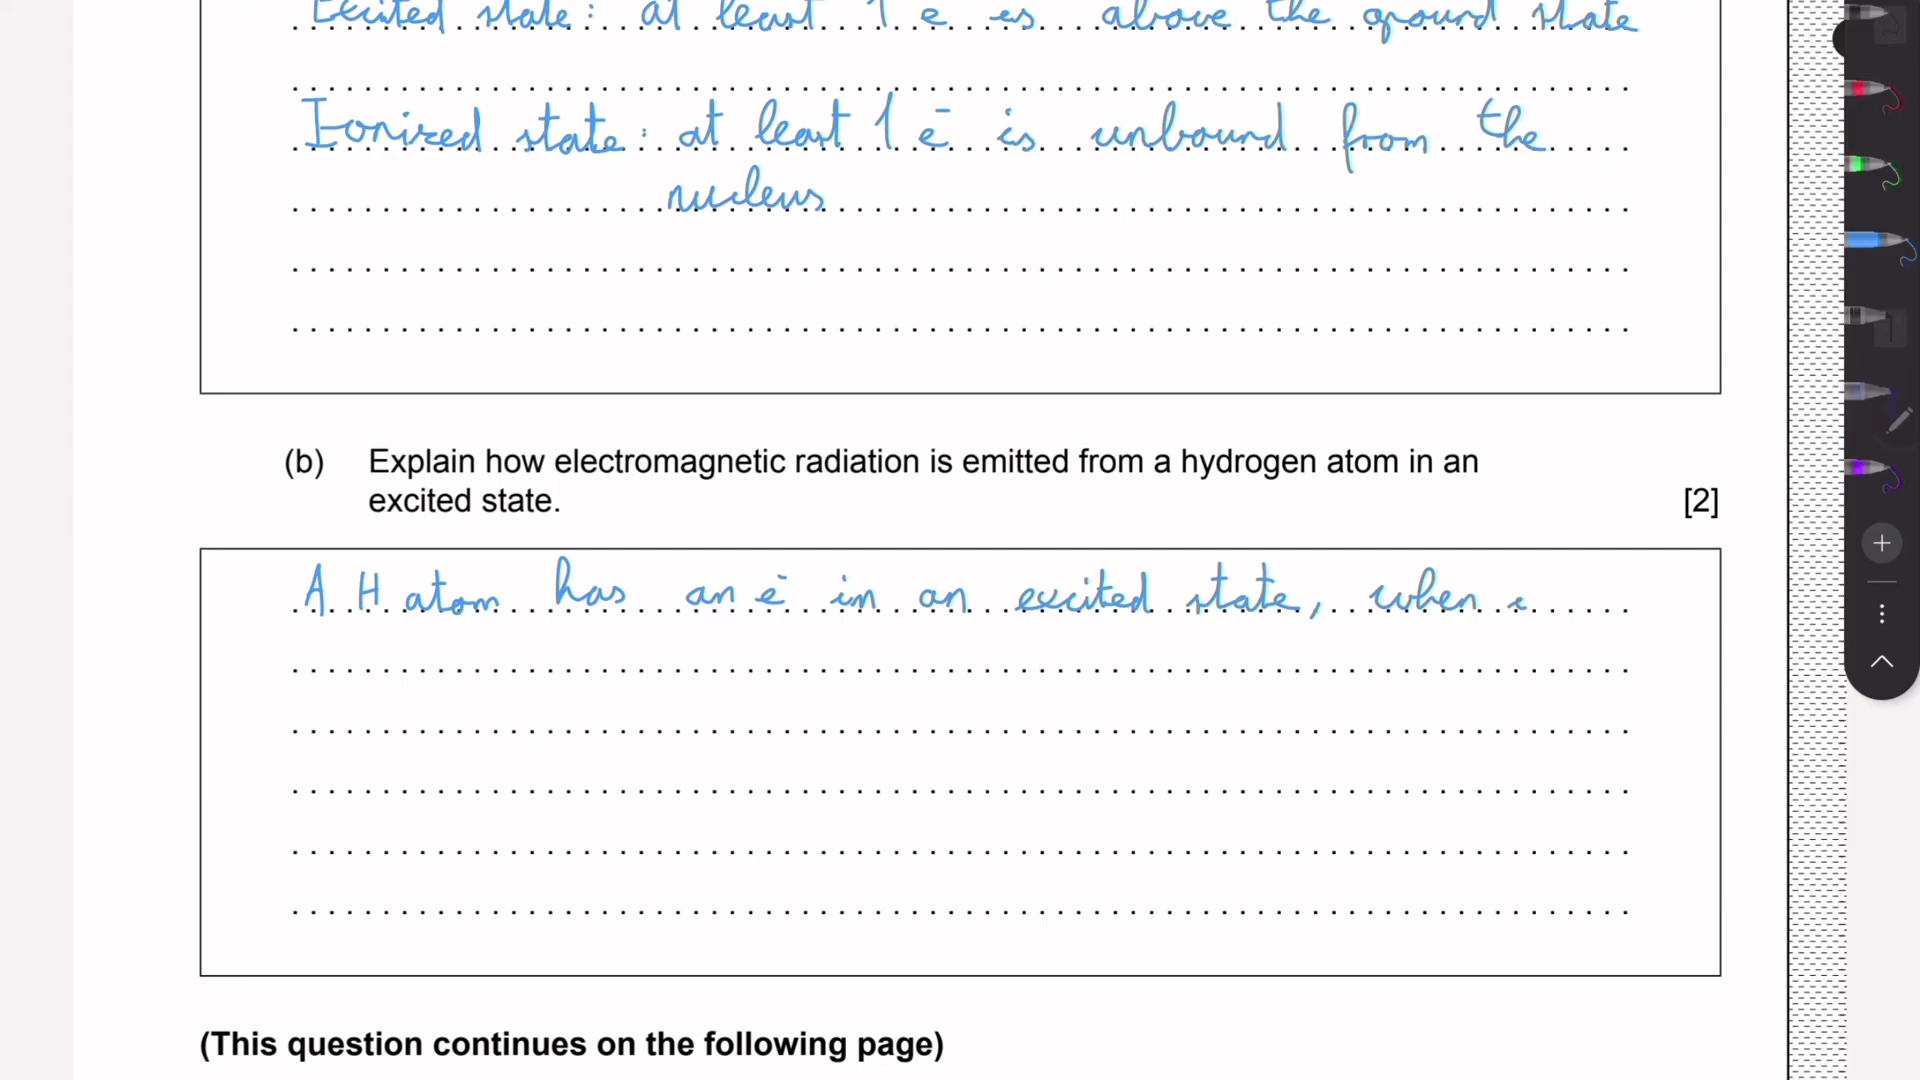 Excited state: at least 1 e⁻ is above the ground state
Ionized state: at least 1 e⁻ is unbound from the
nucleus
(b) Explain how electromagnetic radiation is emitted from a hydrogen atom in an
excited state. [2]
A H atom has an e⁻ in an excited state, when e
(This question continues on the following page)